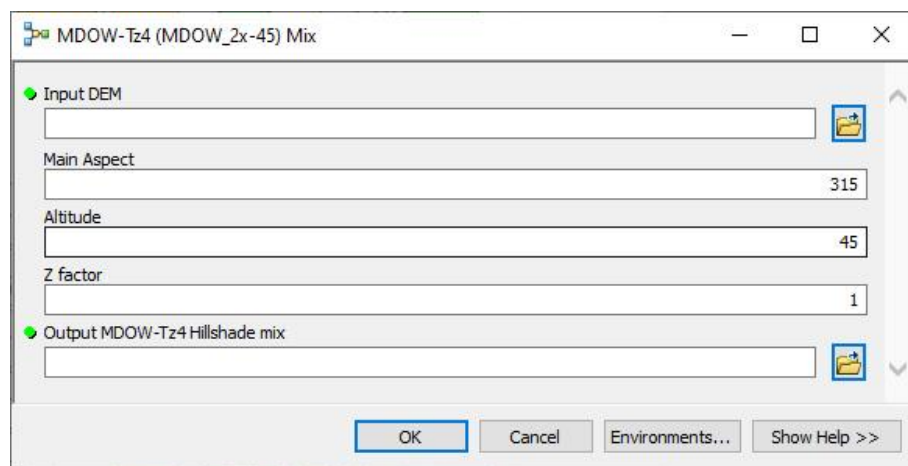 MDOW-Tz4 (MDOW_2x-45) Mix
Input DEM
Main Aspect
315
Altitude
45
Z factor
1
Output MDOW-Tz4 Hillshade mix
OK Cancel Environments... Show Help >>